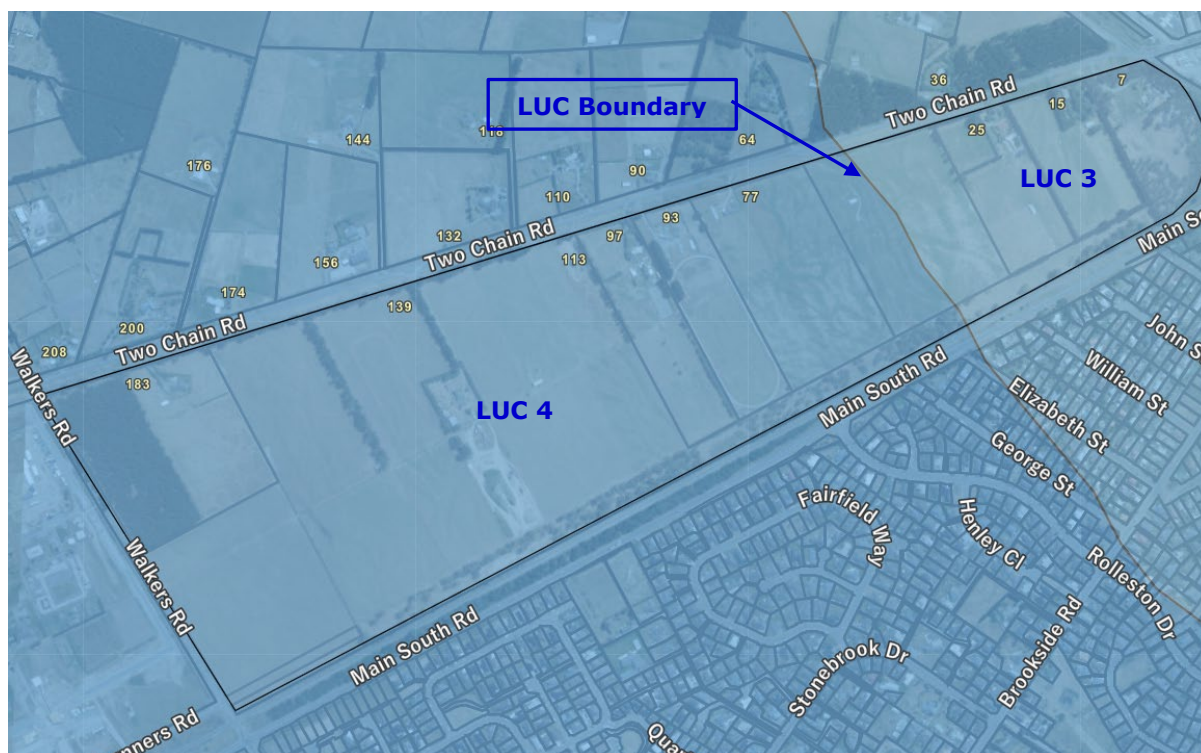 36
7
Two Chain Rd
15
LUC Boundary
118
25
144
64
176
90
LUC 3
110
77
93
Main S
132
Two Chain Rd
97
113
156
174
139
John S
200
Two Chain Rd
William St
208
183
Main South Rd
Elizabeth St
Walkers Rd
LUC 4
George St
Fairfield Way
Henley Cl
Rolleston Dr
Walkers Rd
Brookside Rd
Main South Rd
Stonebrook Dr
nners Rd
Qua